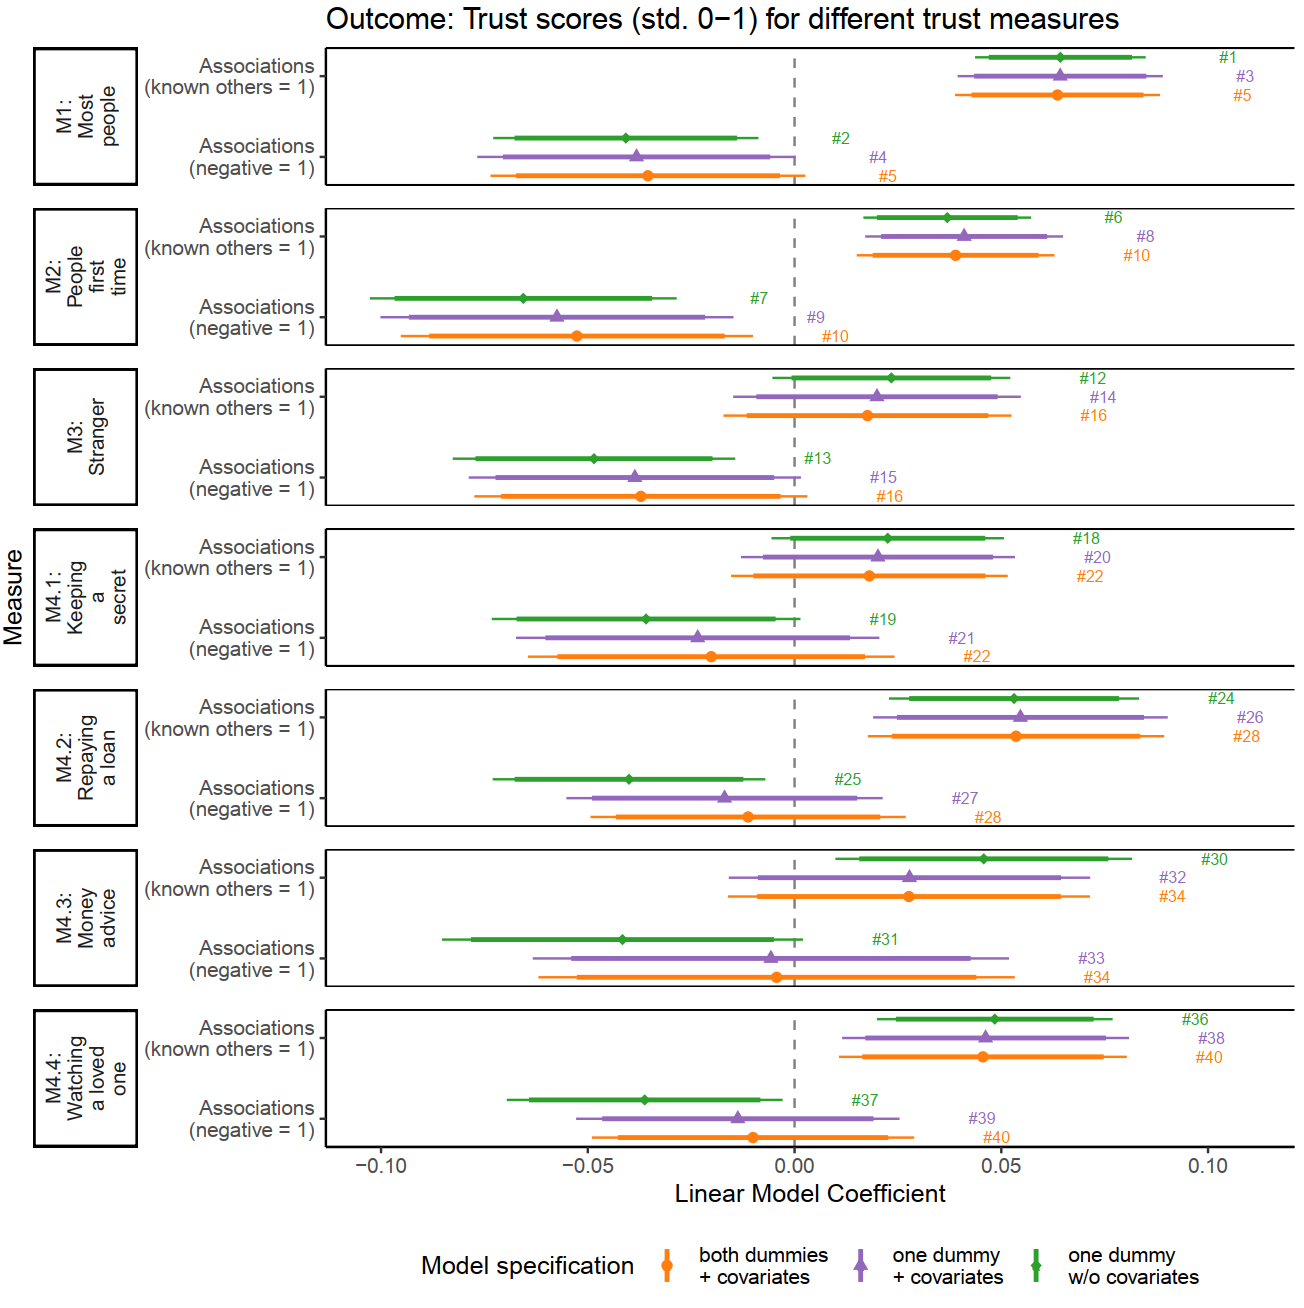 Outcome: Trust scores (std. 0−1) for different trust measures
Measure
M1:
Most
people
Associations
(known others = 1)
#1
#3
#5
Associations
(negative = 1)
#2
#4
#5
M2:
People
first
time
Associations
(known others = 1)
#6
#8
#10
Associations
(negative = 1)
#7
#9
#10
M3:
Stranger
Associations
(known others = 1)
#12
#14
#16
Associations
(negative = 1)
#13
#15
#16
M4.1:
Keeping
a
secret
Associations
(known others = 1)
#18
#20
#22
Associations
(negative = 1)
#19
#21
#22
M4.2:
Repaying
a loan
Associations
(known others = 1)
#24
#26
#28
Associations
(negative = 1)
#25
#27
#28
M4.3:
Money
advice
Associations
(known others = 1)
#30
#32
#34
Associations
(negative = 1)
#31
#33
#34
M4.4:
Watching
a loved
one
Associations
(known others = 1)
#36
#38
#40
Associations
(negative = 1)
#37
#39
#40
−0.10 −0.05 0.00 0.05 0.10
Linear Model Coefficient
Model specification
both dummies
+ covariates
one dummy
+ covariates
one dummy
w/o covariates